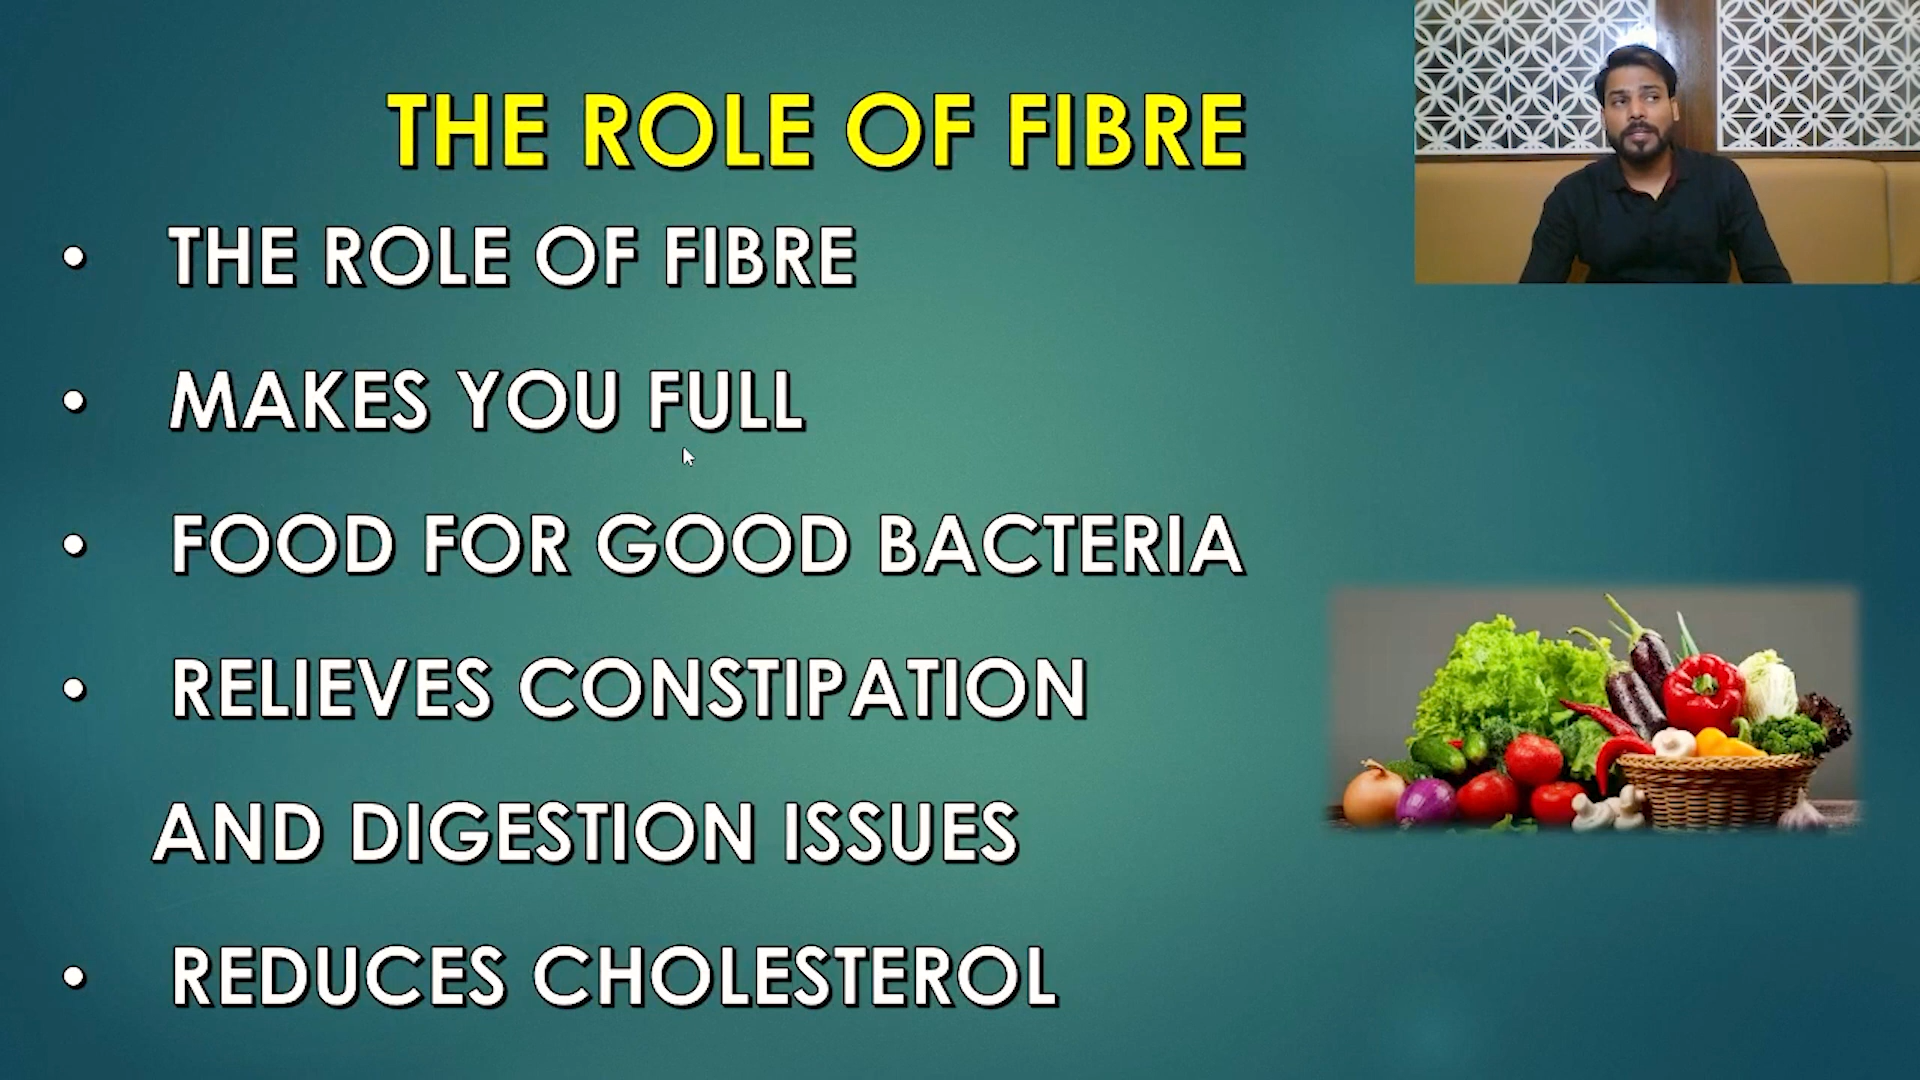 THE ROLE OF FIBRE
• THE ROLE OF FIBRE
• MAKES YOU FULL
• FOOD FOR GOOD BACTERIA
• RELIEVES CONSTIPATION
AND DIGESTION ISSUES
• REDUCES CHOLESTEROL